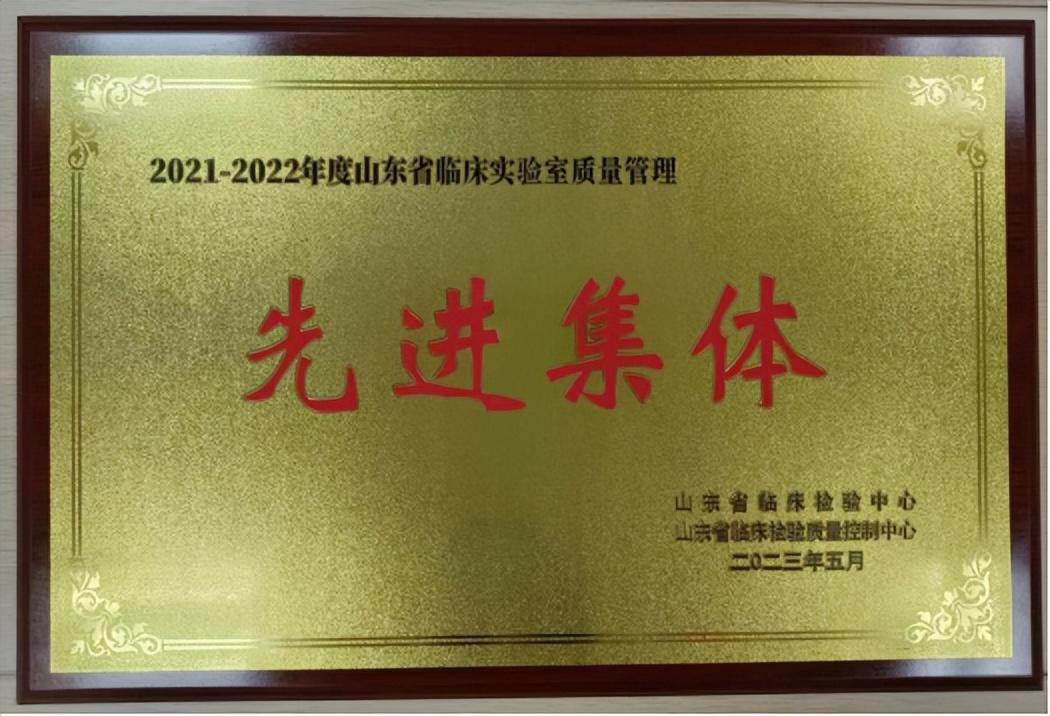 2021-2022年度山东省临床实验室质量管理
先进集体
山东省临床检验中心
山东省临床检验质量控制中心
二0二三年五月